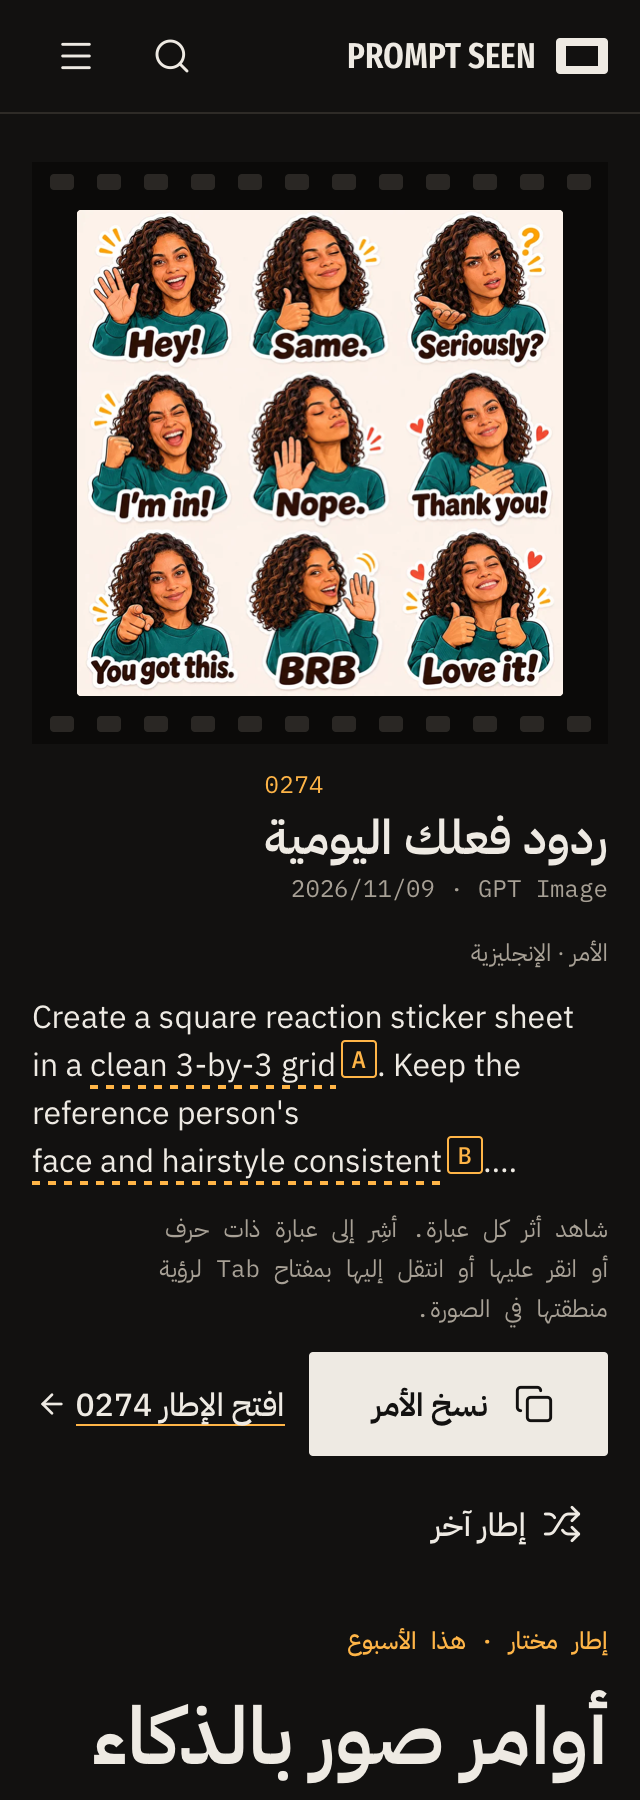 PROMPT SEEN
Hey!
Same.
Seriously?
I'm in!
Nope.
Thank you!
You got this.
BRB
Love it!
0274
ردود فعلك اليومية
2026/11/09 · GPT Image
الأمر · الإنجليزية
Create a square reaction sticker sheet
in a clean 3-by-3 grid A. Keep the
reference person's
face and hairstyle consistent B....
شاهد أثر كل عبارة. أشِر إلى عبارة ذات حرف
أو انقر عليها أو انتقل إليها بمفتاح Tab لرؤية
منطقتها في الصورة.
نسخ الأمر
افتح الإطار 0274 ←
إطار آخر
إطار مختار · هذا الأسبوع
أوامر صور بالذكاء